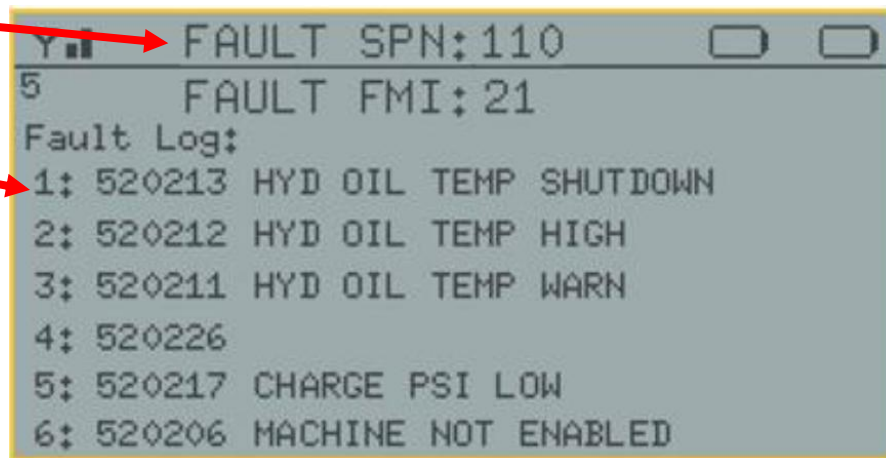 FAULT SPN:110
5
FAULT FMI:21
Fault Log:
1: 520213 HYD OIL TEMP SHUTDOWN
2: 520212 HYD OIL TEMP HIGH
3: 520211 HYD OIL TEMP WARN
4: 520226
5: 520217 CHARGE PSI LOW
6: 520206 MACHINE NOT ENABLED